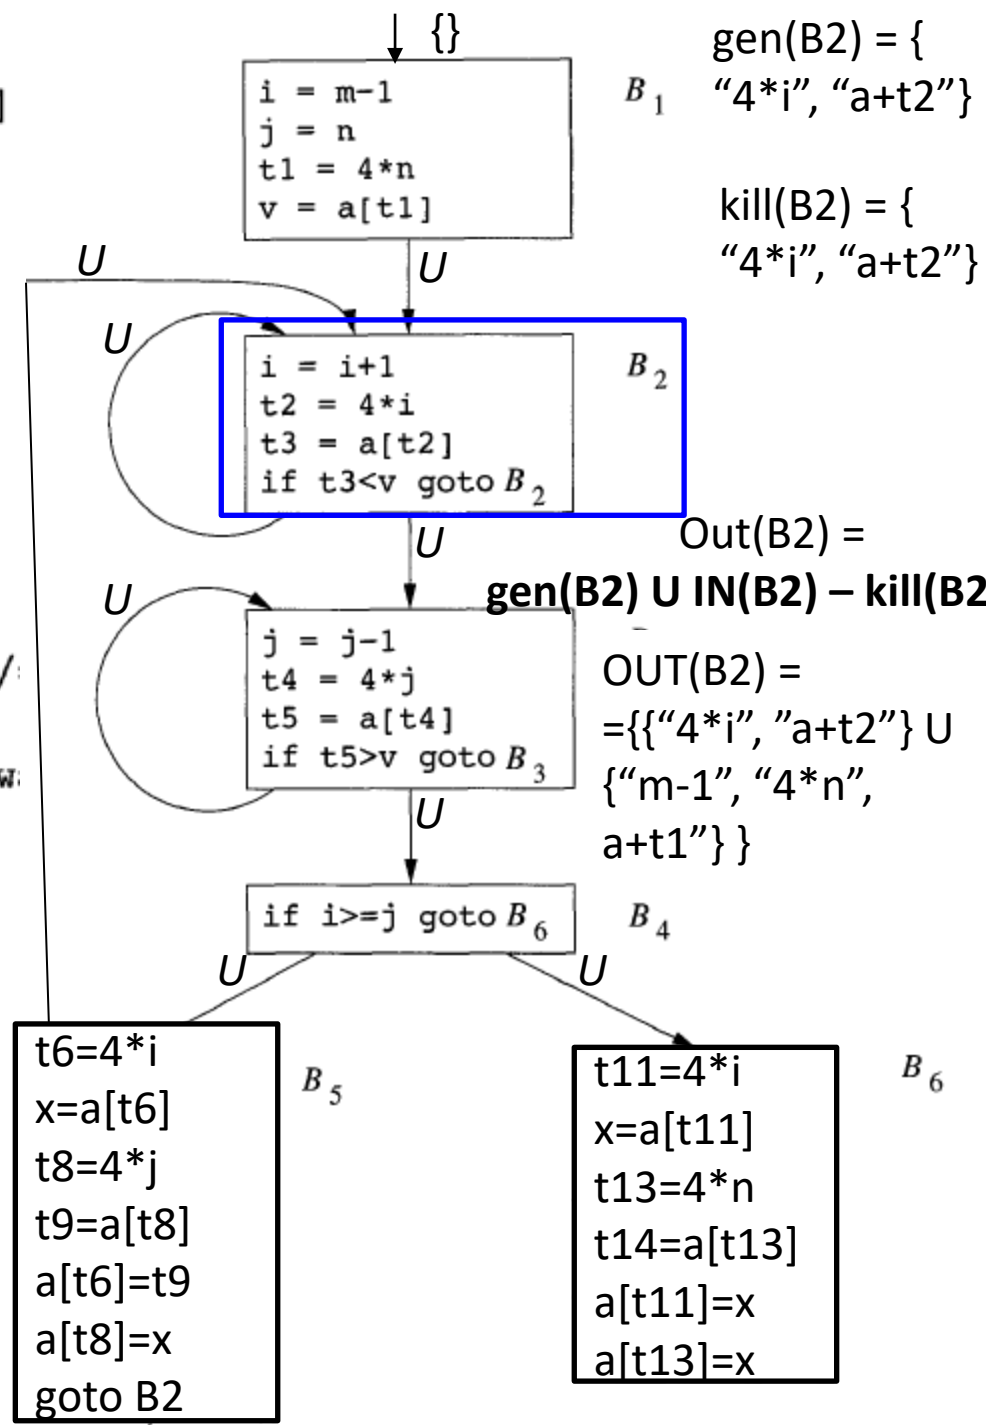 {}
gen(B2) = {
“4*i”, “a+t2”}
kill(B2) = {
“4*i”, “a+t2”}
]
i = m-1
j = n
t1 = 4*n
v = a[t1]
B1
U
U
U
i = i+1
t2 = 4*i
t3 = a[t2]
if t3<v goto B2
B2
U
Out(B2) =
gen(B2) U IN(B2) – kill(B2
U
j = j-1
t4 = 4*j
t5 = a[t4]
if t5>v goto B3
OUT(B2) =
={{“4*i”, ”a+t2”} U
{“m-1”, “4*n”,
a+t1”} }
U
if i>=j goto B6
B4
U
U
t6=4*i
x=a[t6]
t8=4*j
t9=a[t8]
a[t6]=t9
a[t8]=x
goto B2
B5
t11=4*i
x=a[t11]
t13=4*n
t14=a[t13]
a[t11]=x
a[t13]=x
B6